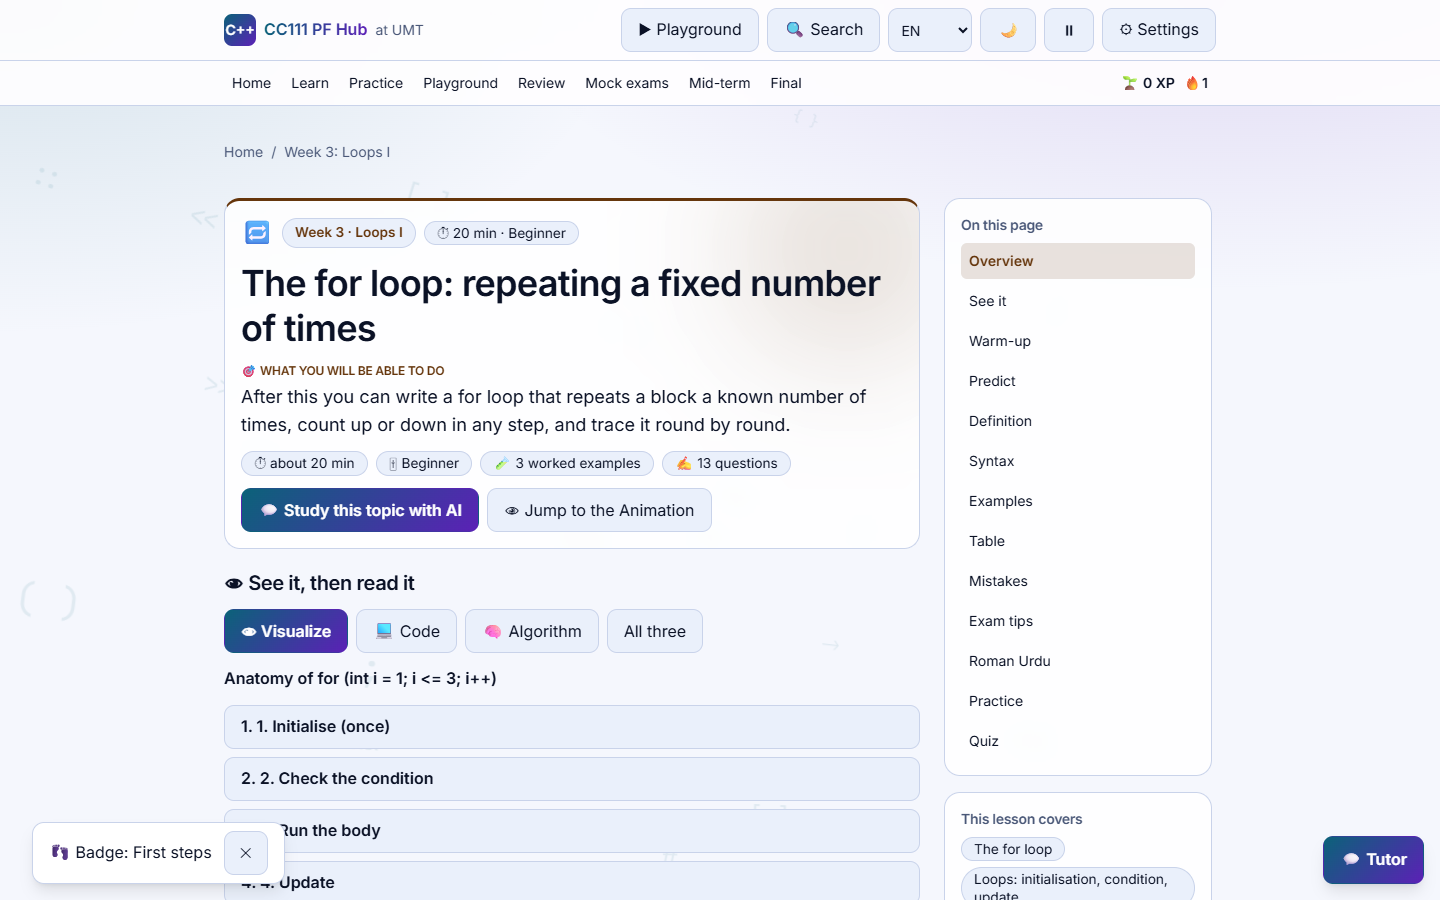 C++ CC111 PF Hub at UMT
▶ Playground
🔍 Search
EN
⚙ Settings
Home Learn Practice Playground Review Mock exams Mid-term Final
🌱 0 XP 🔥 1
Home / Week 3: Loops I
Week 3 · Loops I
⏱ 20 min · Beginner
The for loop: repeating a fixed number
of times
🎯 WHAT YOU WILL BE ABLE TO DO
After this you can write a for loop that repeats a block a known number of
times, count up or down in any step, and trace it round by round.
⏱ about 20 min
Beginner
3 worked examples
✍ 13 questions
💬 Study this topic with AI
👁 Jump to the Animation
👁 See it, then read it
👁 Visualize
💻 Code
🧠 Algorithm
All three
Anatomy of for (int i = 1; i <= 3; i++)
1. 1. Initialise (once)
2. 2. Check the condition
Run the body
4. 4. Update
On this page
Overview
See it
Warm-up
Predict
Definition
Syntax
Examples
Table
Mistakes
Exam tips
Roman Urdu
Practice
Quiz
This lesson covers
The for loop
Loops: initialisation, condition,
update
👣 Badge: First steps ×
💬 Tutor